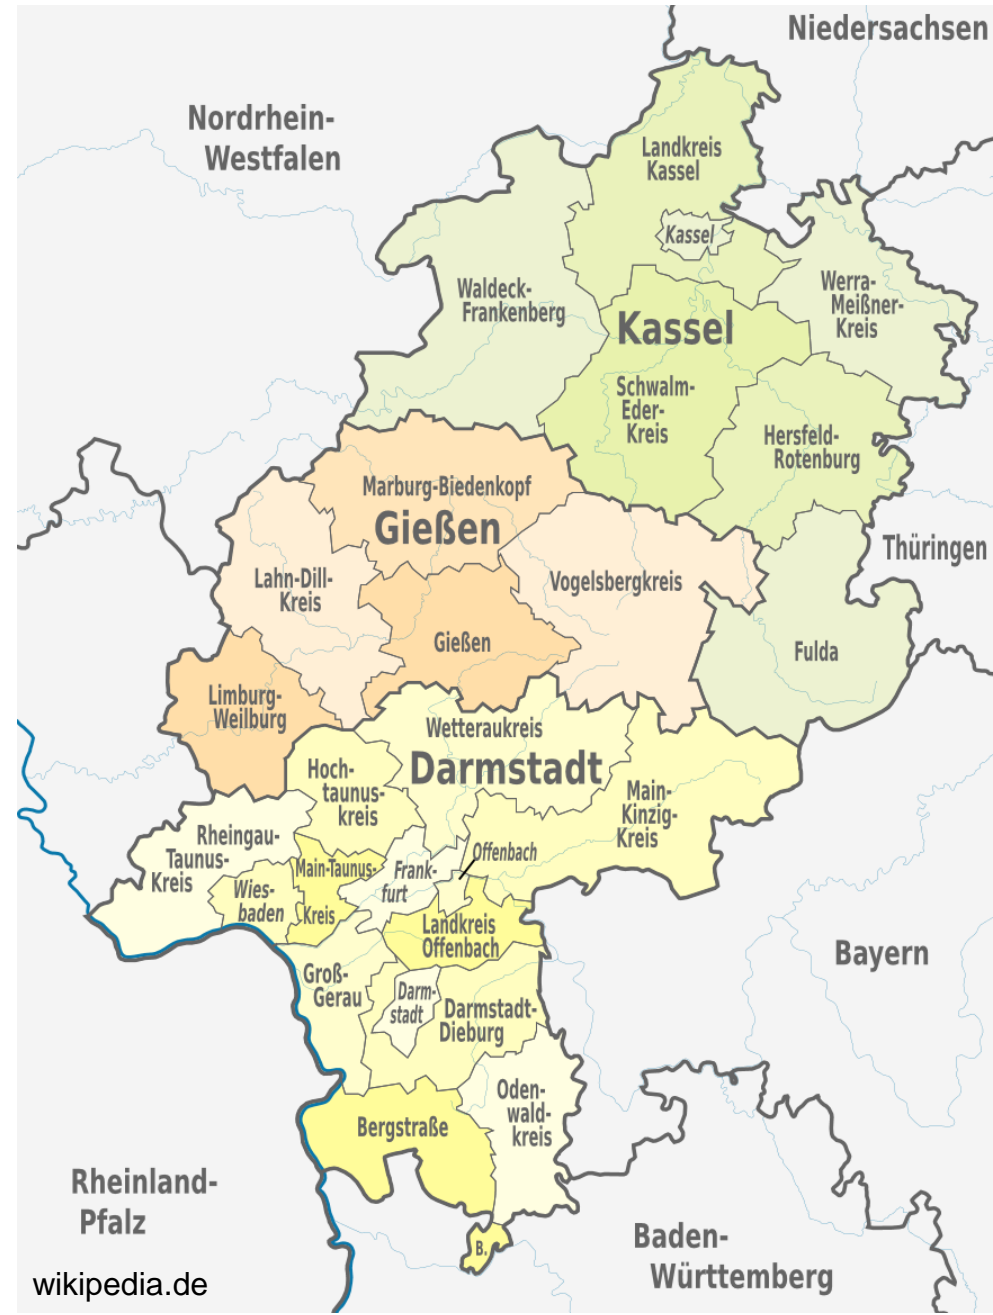 Niedersachsen
Nordrhein-
Westfalen
Landkreis
Kassel
Kassel
Waldeck-
Frankenberg
Werra-
Meißner-
Kreis
Kassel
Schwalm-
Eder-
Kreis
Hersfeld-
Rotenburg
Marburg-Biedenkopf
Gießen
Thüringen
Lahn-Dill-
Kreis
Vogelsbergkreis
Gießen
Fulda
Limburg-
Weilburg
Wetteraukreis
Darmstadt
Hoch-
taunus-
kreis
Main-
Kinzig-
Kreis
Rheingau-
Taunus-
Kreis
Offenbach
Main-Taunus-
Kreis
Frank-
furt
Wies-
baden
Landkreis
Offenbach
Bayern
Groß-
Gerau
Darm-
stadt
Darmstadt-
Dieburg
Oden-
wald-
kreis
Bergstraße
Rheinland-
Pfalz
B.
Baden-
Württemberg
wikipedia.de